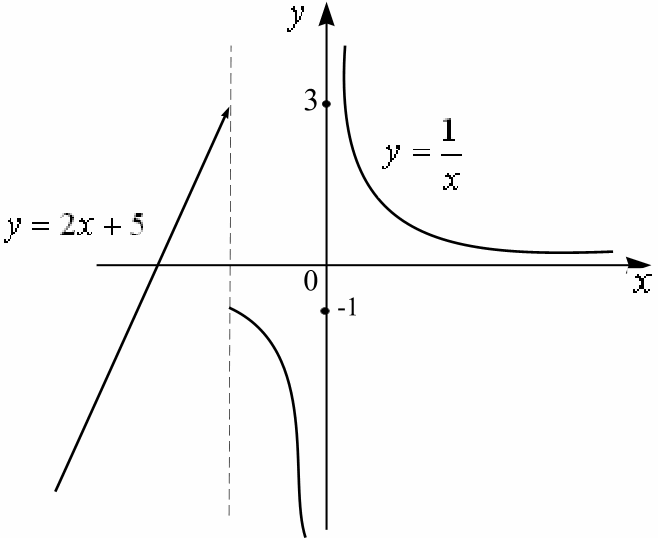 y
3
y = 1/x
y = 2x + 5
0
x
-1